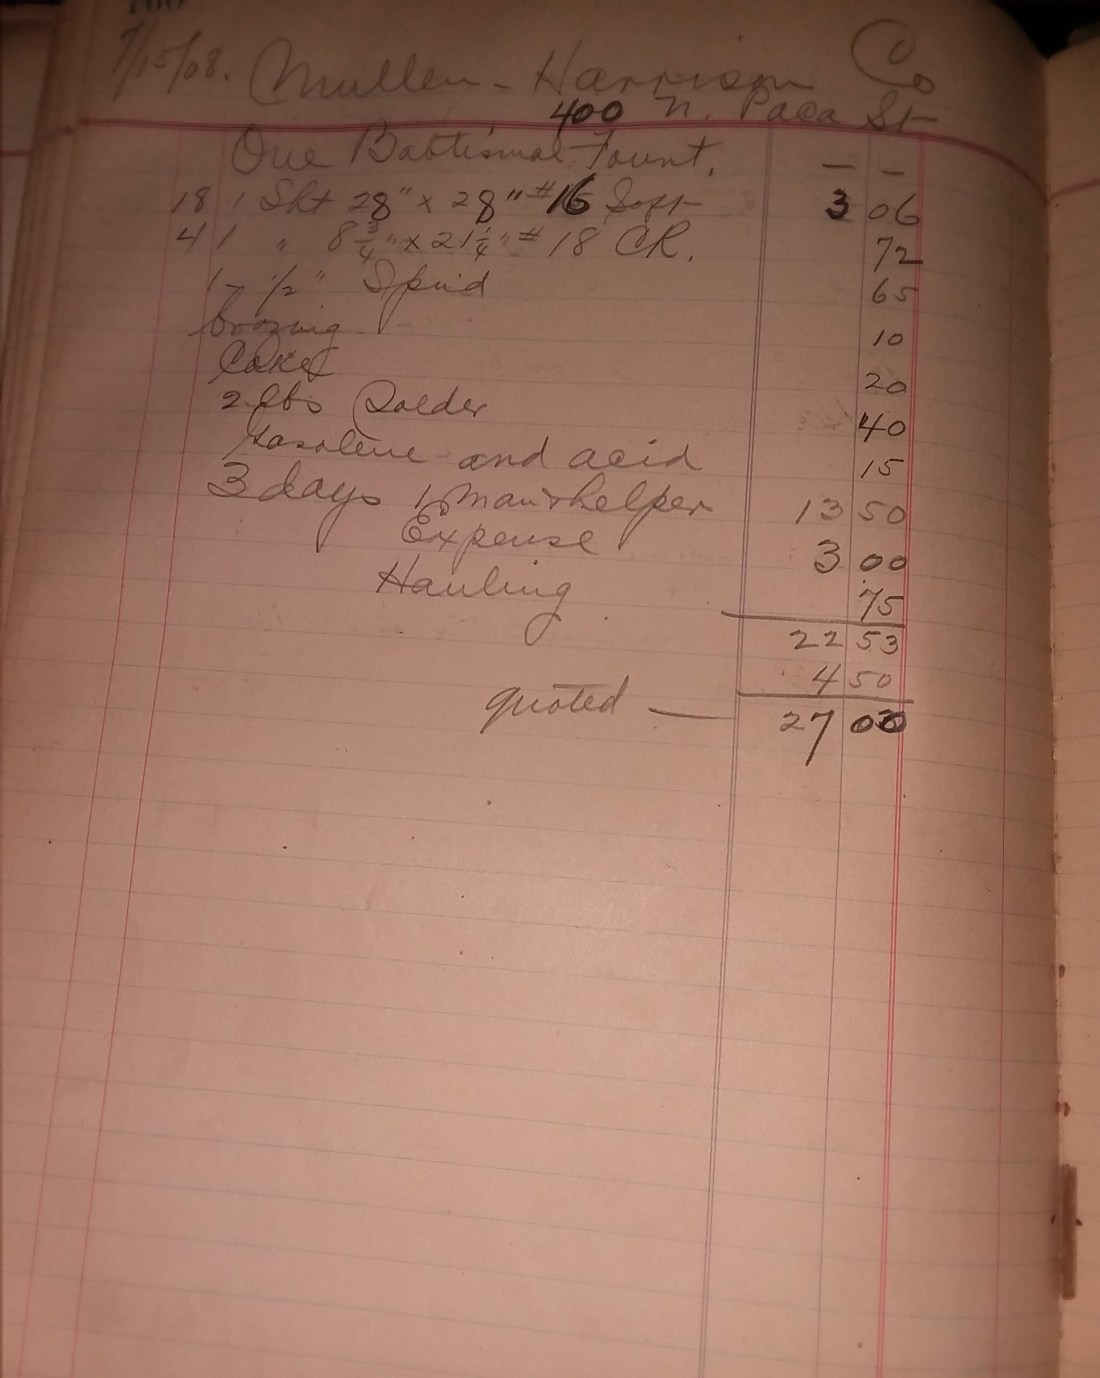 7/15/08. Mullen-Harrison Co
400 N. Paca St
One Babtismal Fount. — —
18 1 Sht 28" x 28" #16 Soft 3 06
4 1 " 8 3/4" x 21 1/4" # 18 CR. 72
1 - 1/2" Spud 65
brazing 10
Coke 20
2 lbs Solder 40
Gasolene and acid 15
3 days 1 man & helper 13 50
Expense 3 00
Hauling 75
22 53
4 50
quoted — 27 00